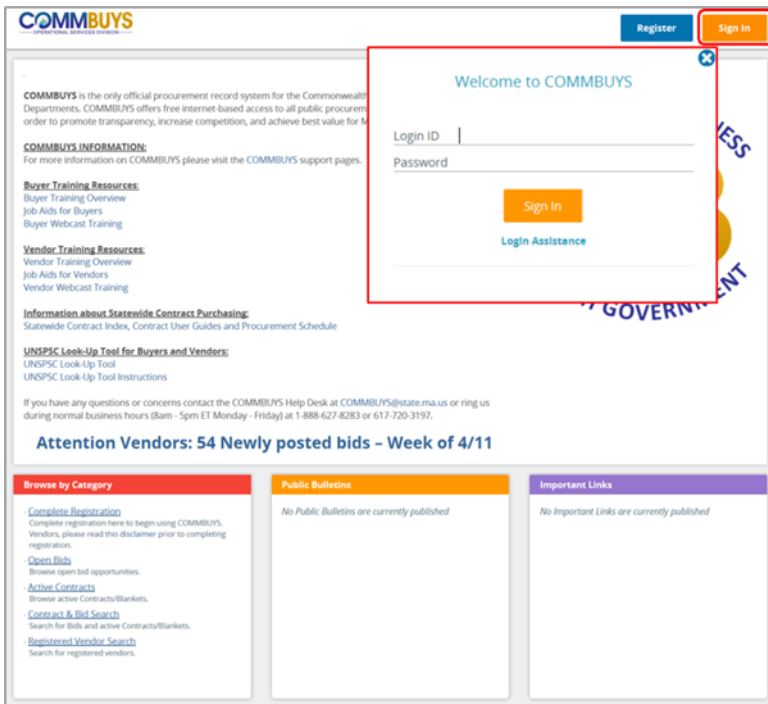 COMMBUYS
OPERATIONAL SERVICES DIVISION
Register
Sign In
COMMBUYS is the only official procurement record system for the Commonwealth
Departments. COMMBUYS offers free internet-based access to all public procurem
order to promote transparency, increase competition, and achieve best value for M
COMMBUYS INFORMATION:
For more information on COMMBUYS please visit the COMMBUYS support pages.
Buyer Training Resources:
Buyer Training Overview
Job Aids for Buyers
Buyer Webcast Training
Vendor Training Resources:
Vendor Training Overview
Job Aids for Vendors
Vendor Webcast Training
Information about Statewide Contract Purchasing:
Statewide Contract Index, Contract User Guides and Procurement Schedule
UNSPSC Look-Up Tool for Buyers and Vendors:
UNSPSC Look-Up Tool
UNSPSC Look-Up Tool Instructions
If you have any questions or concerns contact the COMMBUYS Help Desk at COMMBUYS@state.ma.us or ring us
during normal business hours (8am - 5pm ET Monday - Friday) at 1-888-627-8283 or 617-720-3197.
Welcome to COMMBUYS
Login ID
Password
Sign In
Login Assistance
ESS
GOVERNMENT
Attention Vendors: 54 Newly posted bids – Week of 4/11
Browse by Category
· Complete Registration
Complete registration here to begin using COMMBUYS.
Vendors, please read this disclaimer prior to completing
registration.
· Open Bids
Browse open bid opportunities.
· Active Contracts
Browse active Contracts/Blankets.
· Contract & Bid Search
Search for Bids and active Contracts/Blankets.
· Registered Vendor Search
Search for registered vendors.
Public Bulletins
No Public Bulletins are currently published
Important Links
No Important Links are currently published